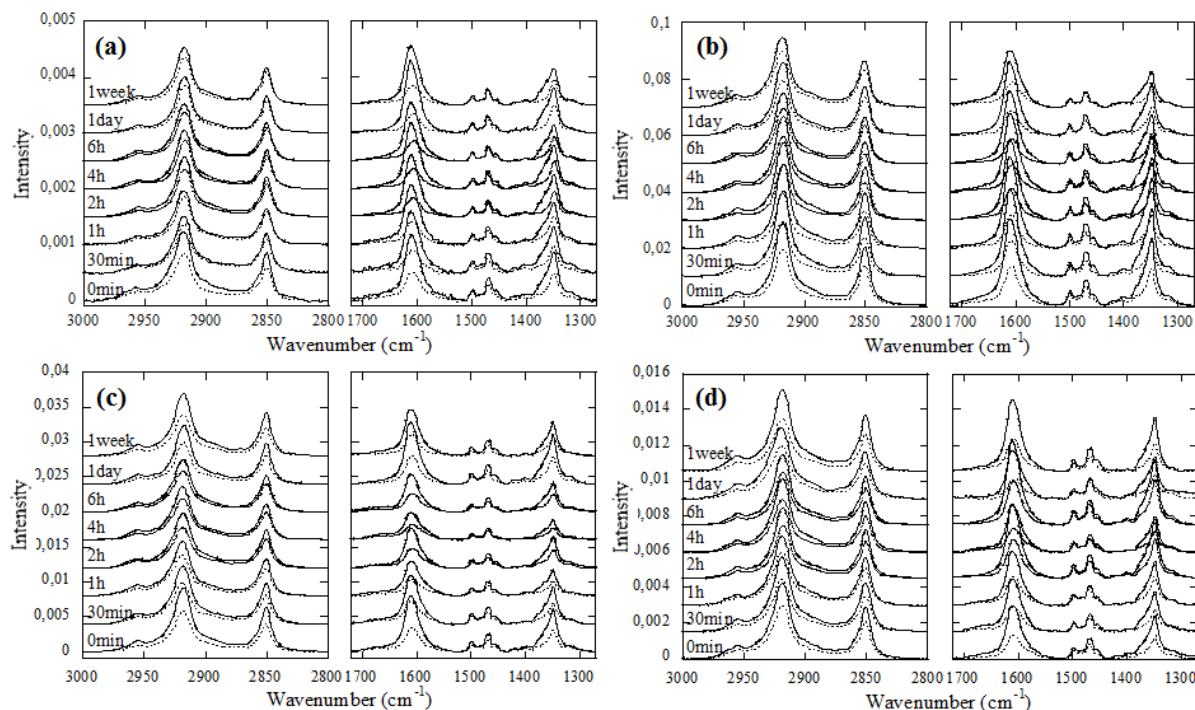 0,005
(a)
0,004
1week
1day
0,003
6h
4h
0,002
2h
1h
0,001
30min
0min
0
Intensity
3000 2950 2900 2850 2800 1700 1600 1500 1400 1300
Wavenumber (cm⁻¹)
0,1
(b)
0,08
1week
1day
0,06
6h
4h
0,04
2h
1h
0,02
30min
0min
0
Intensity
3000 2950 2900 2850 2800 1700 1600 1500 1400 1300
Wavenumber (cm⁻¹)
0,04
(c)
0,03
1week
0,025
1day
6h
0,02
4h
0,015
2h
0,01
1h
0,005
30min
0min
0
Intensity
3000 2950 2900 2850 2800 1700 1600 1500 1400 1300
Wavenumber (cm⁻¹)
0,016
(d)
0,014
0,012
1week
0,01
1day
0,008
6h
0,006
4h
2h
0,004
1h
0,002
30min
0min
0
Intensity
3000 2950 2900 2850 2800 1700 1600 1500 1400 1300
Wavenumber (cm⁻¹)